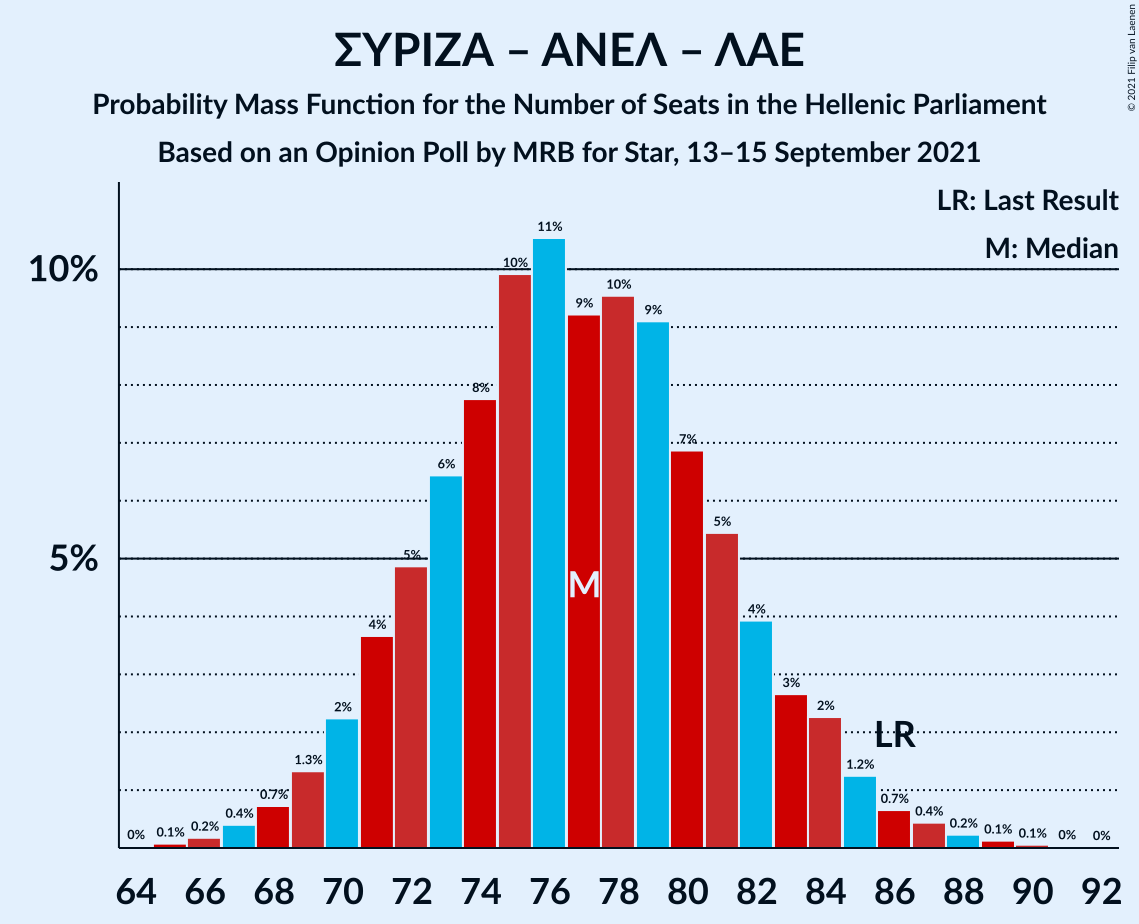 ΣΥΡΙΖΑ – ΑΝΕΛ – ΛΑΕ
Probability Mass Function for the Number of Seats in the Hellenic Parliament
Based on an Opinion Poll by MRB for Star, 13–15 September 2021
© 2021 Filip van Laenen
LR: Last Result
M: Median
10%
5%
0% 0.1% 0.2% 0.4% 0.7% 1.3% 2% 4% 5% 6% 8% 10% 11% 9% 10% 9% 7% 5% 4% 3% 2% 1.2% 0.7% 0.4% 0.2% 0.1% 0.1% 0% 0%
M
LR
64 66 68 70 72 74 76 78 80 82 84 86 88 90 92